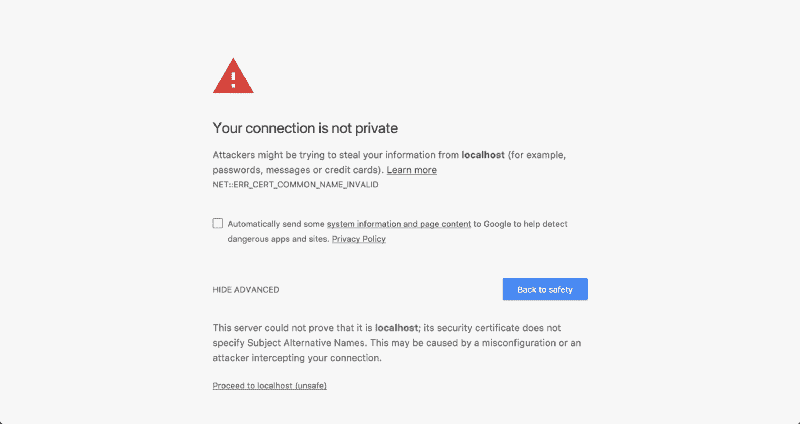 Your connection is not private
Attackers might be trying to steal your information from localhost (for example,
passwords, messages or credit cards). Learn more
NET::ERR_CERT_COMMON_NAME_INVALID
Automatically send some system information and page content to Google to help detect
dangerous apps and sites. Privacy Policy
HIDE ADVANCED
Back to safety
This server could not prove that it is localhost; its security certificate does not
specify Subject Alternative Names. This may be caused by a misconfiguration or an
attacker intercepting your connection.
Proceed to localhost (unsafe)